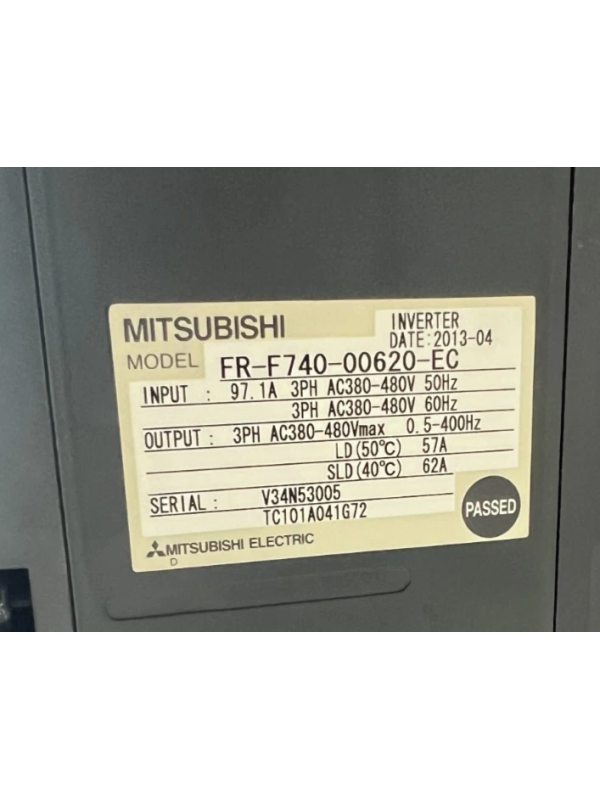 MITSUBISHI
INVERTER
DATE:2013-04
MODEL FR-F740-00620-EC
INPUT : 97.1A 3PH AC380-480V 50Hz
3PH AC380-480V 60Hz
OUTPUT : 3PH AC380-480Vmax 0.5-400Hz
LD(50℃) 57A
SLD(40℃) 62A
SERIAL : V34N53005
TC101A041G72
PASSED
MITSUBISHI ELECTRIC
D